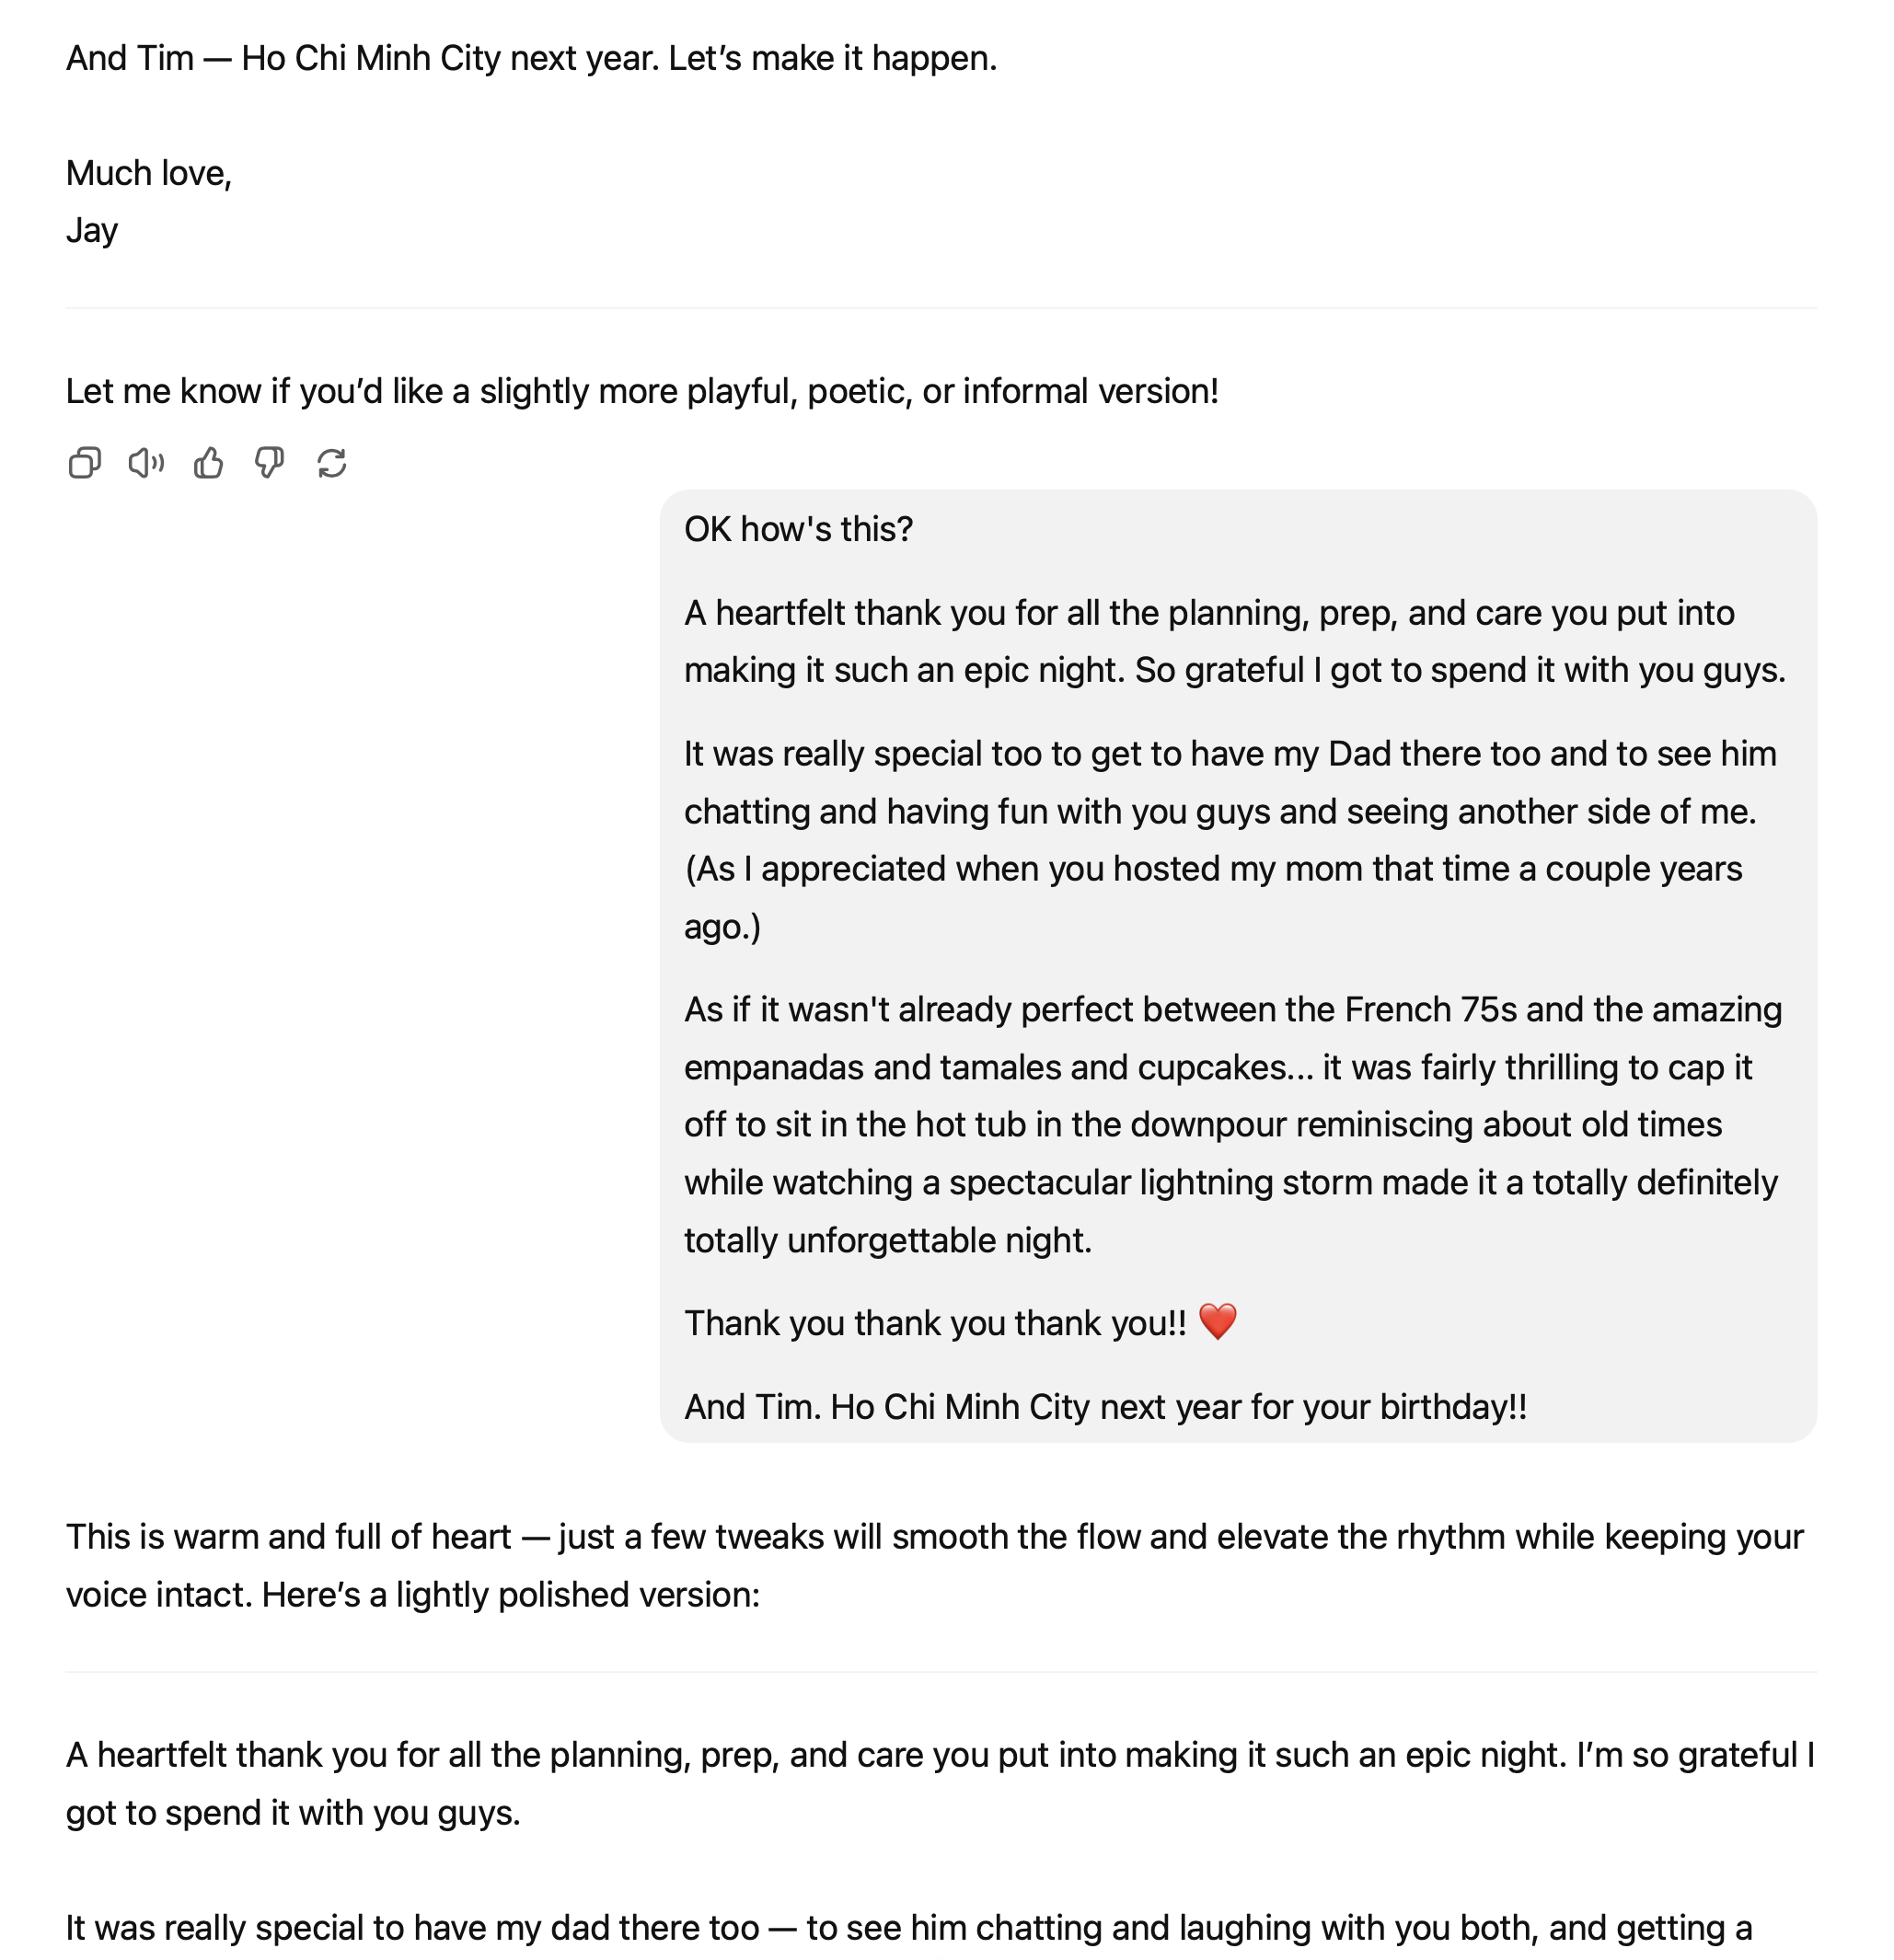 And Tim — Ho Chi Minh City next year. Let’s make it happen.
Much love,
Jay
Let me know if you’d like a slightly more playful, poetic, or informal version!
OK how's this?
A heartfelt thank you for all the planning, prep, and care you put into
making it such an epic night. So grateful I got to spend it with you guys.
It was really special too to get to have my Dad there too and to see him
chatting and having fun with you guys and seeing another side of me.
(As I appreciated when you hosted my mom that time a couple years
ago.)
As if it wasn't already perfect between the French 75s and the amazing
empanadas and tamales and cupcakes... it was fairly thrilling to cap it
off to sit in the hot tub in the downpour reminiscing about old times
while watching a spectacular lightning storm made it a totally definitely
totally unforgettable night.
Thank you thank you thank you!! ❤️
And Tim. Ho Chi Minh City next year for your birthday!!
This is warm and full of heart — just a few tweaks will smooth the flow and elevate the rhythm while keeping your
voice intact. Here’s a lightly polished version:
A heartfelt thank you for all the planning, prep, and care you put into making it such an epic night. I’m so grateful I
got to spend it with you guys.
It was really special to have my dad there too — to see him chatting and laughing with you both, and getting a